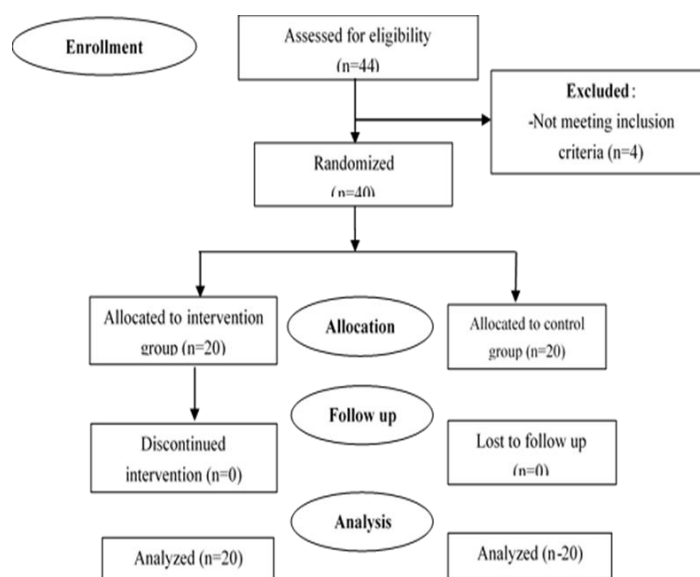 Enrollment
Assessed for eligibility
(n=44)
Excluded:
-Not meeting inclusion
criteria (n=4)
Randomized
(n=40)
Allocated to intervention
group (n=20)
Allocation
Allocated to control
group (n=20)
Follow up
Discontinued
intervention (n=0)
Lost to follow up
(n=0)
Analysis
Analyzed (n=20)
Analyzed (n-20)